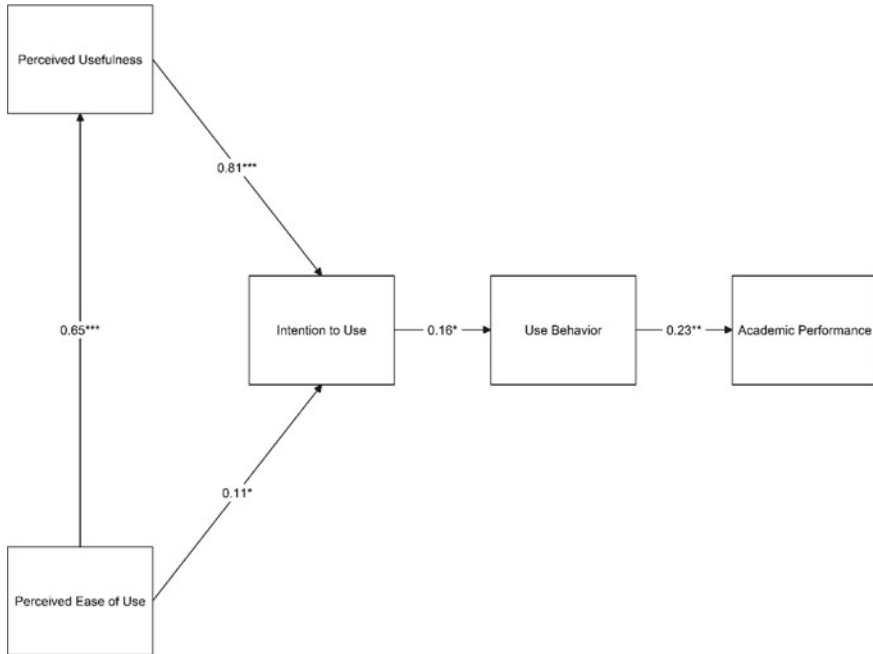 Perceived Usefulness
0.81***
0.65***
Intention to Use
0.16*
Use Behavior
0.23**
Academic Performance
0.11*
Perceived Ease of Use